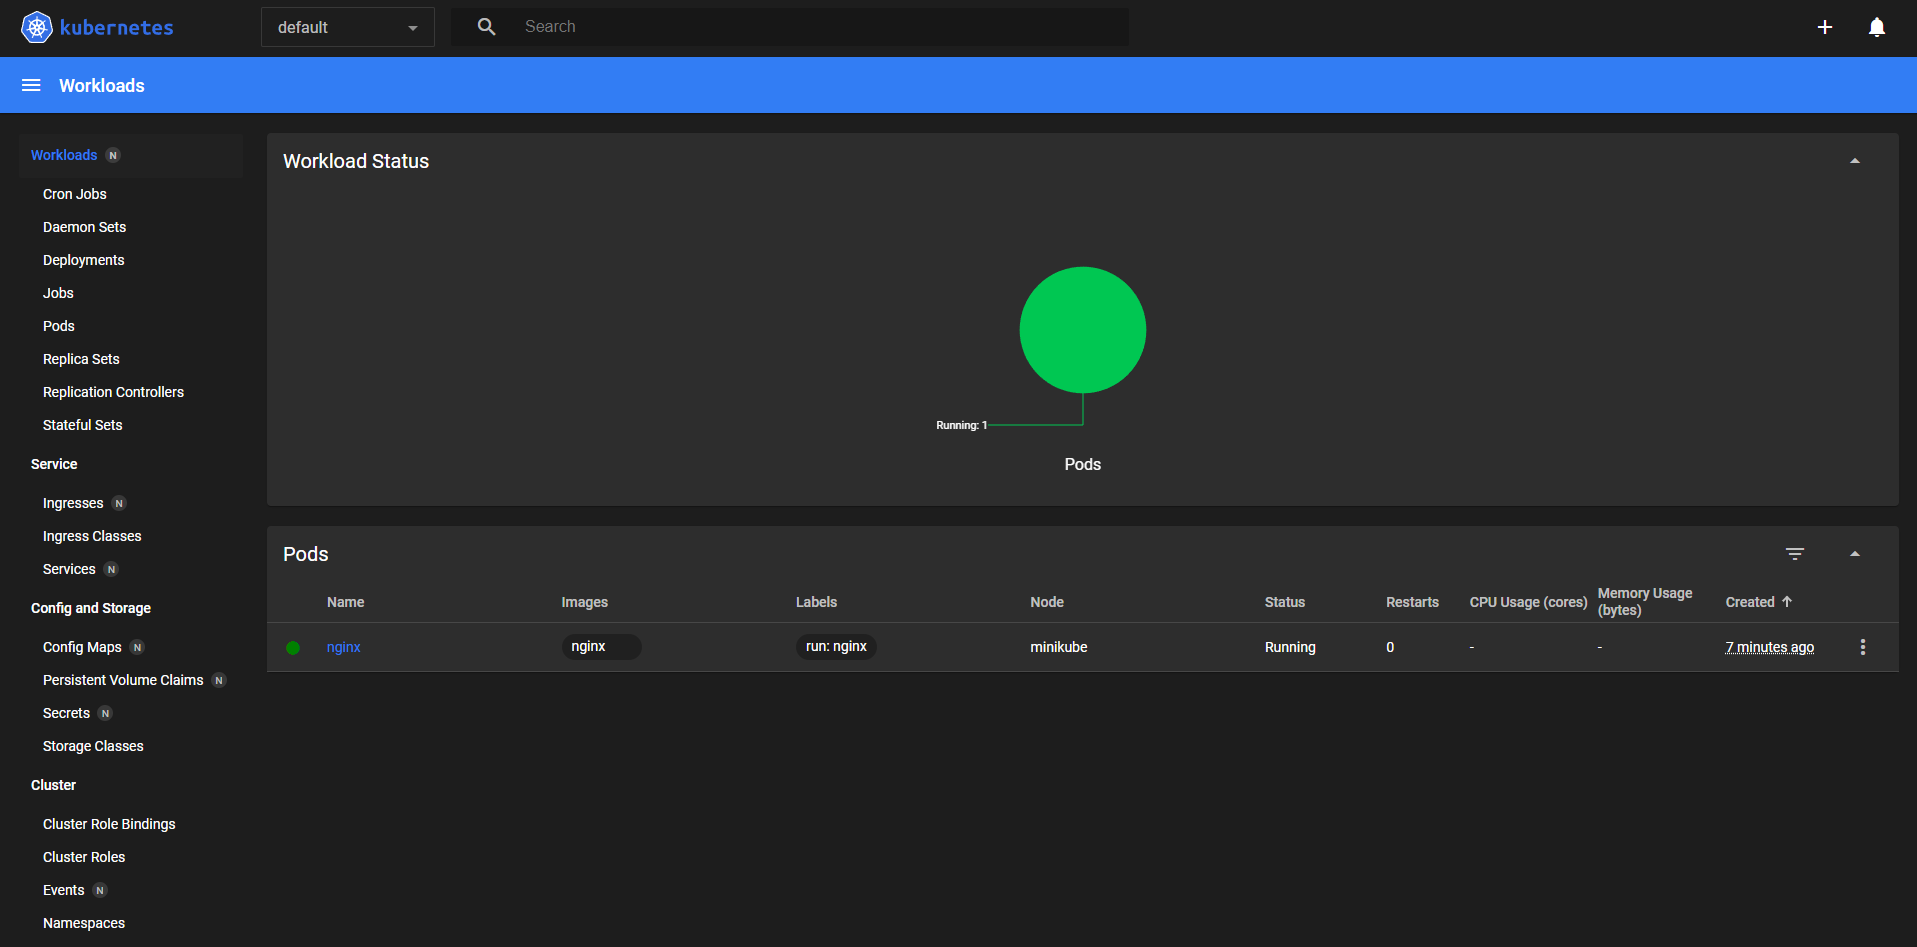 kubernetes
default
Search
Workloads
Workloads N
Cron Jobs
Daemon Sets
Deployments
Jobs
Pods
Replica Sets
Replication Controllers
Stateful Sets
Service
Ingresses N
Ingress Classes
Services N
Config and Storage
Config Maps N
Persistent Volume Claims N
Secrets N
Storage Classes
Cluster
Cluster Role Bindings
Cluster Roles
Events N
Namespaces
Workload Status
Running: 1
Pods
Pods
Name Images Labels Node Status Restarts CPU Usage (cores) Memory Usage (bytes) Created
nginx nginx run: nginx minikube Running 0 - - 7 minutes ago